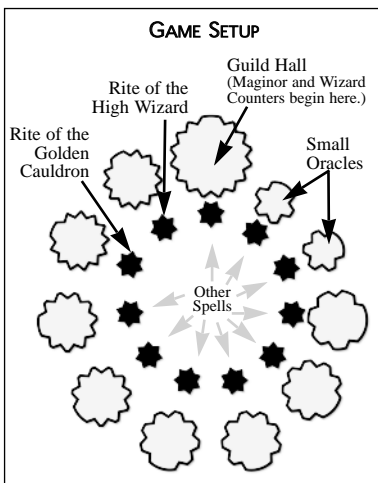 GAME SETUP
Guild Hall
(Maginor and Wizard
Counters begin here.)
Rite of the
High Wizard
Rite of the
Golden
Cauldron
Small
Oracles
Other
Spells